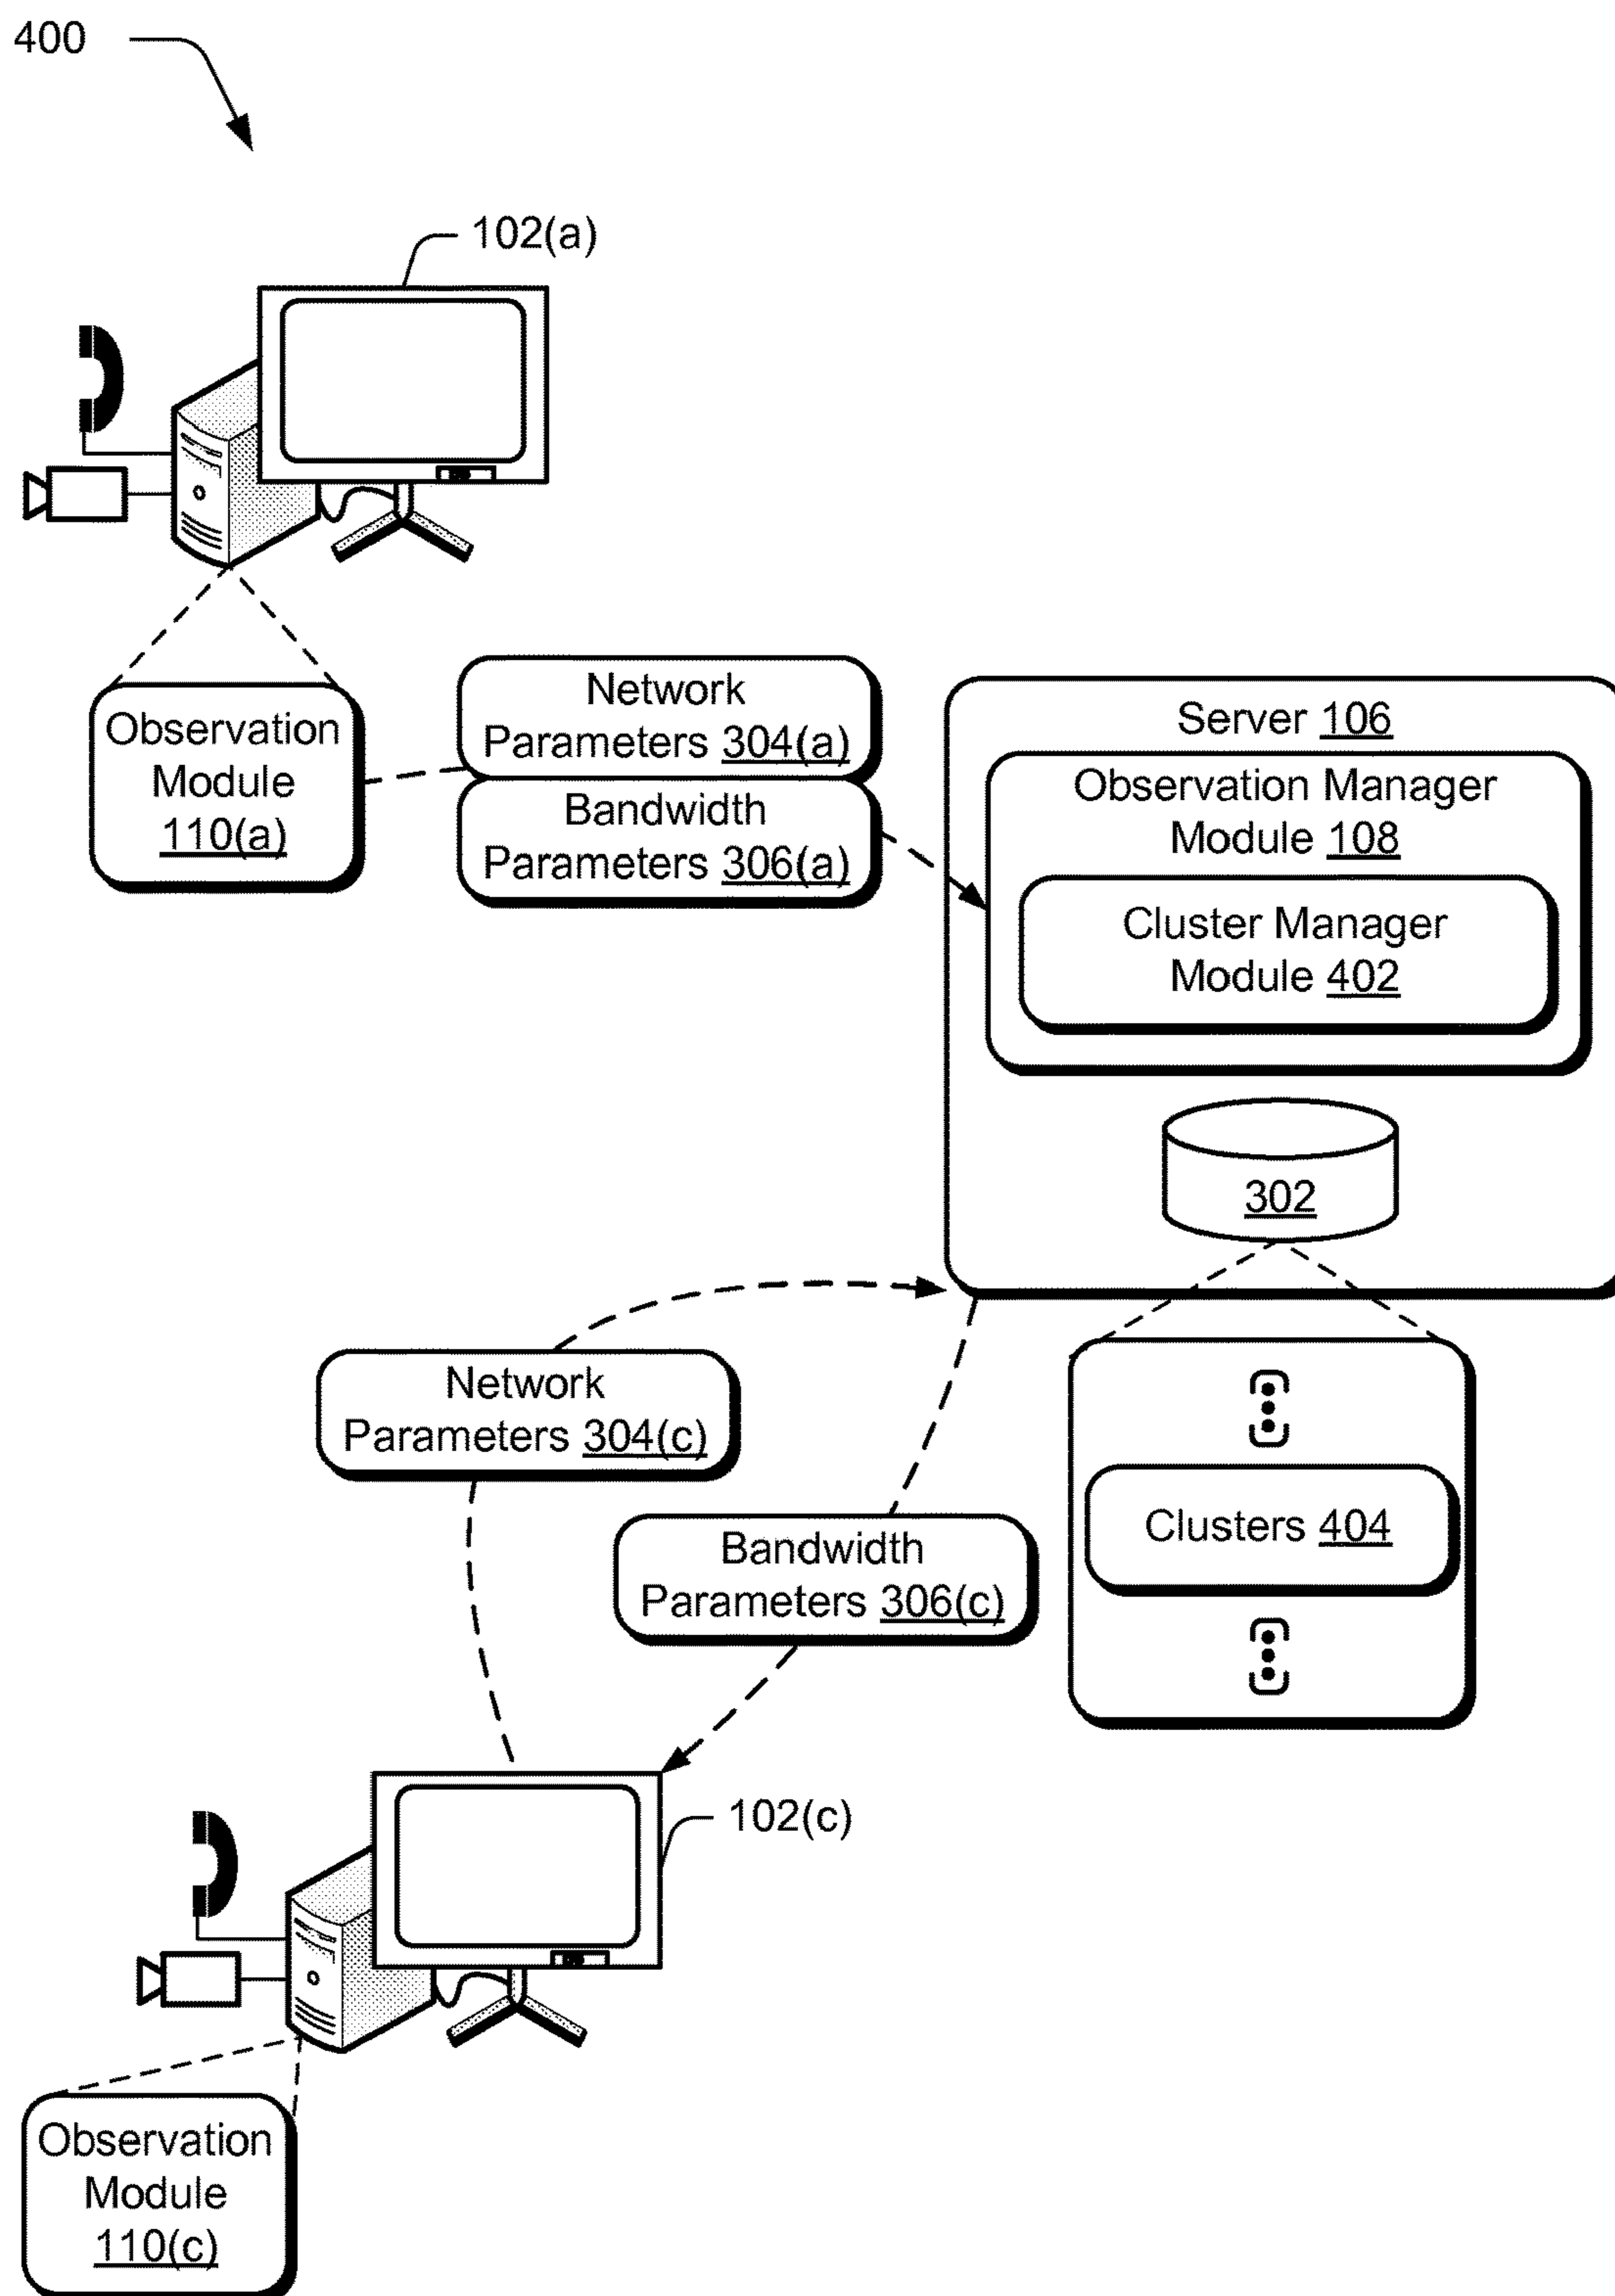 400
102(a)
Observation
Module
110(a)
Network
Parameters 304(a)
Bandwidth
Parameters 306(a)
Server 106
Observation Manager
Module 108
Cluster Manager
Module 402
302
Network
Parameters 304(c)
Bandwidth
Parameters 306(c)
Clusters 404
102(c)
Observation
Module
110(c)